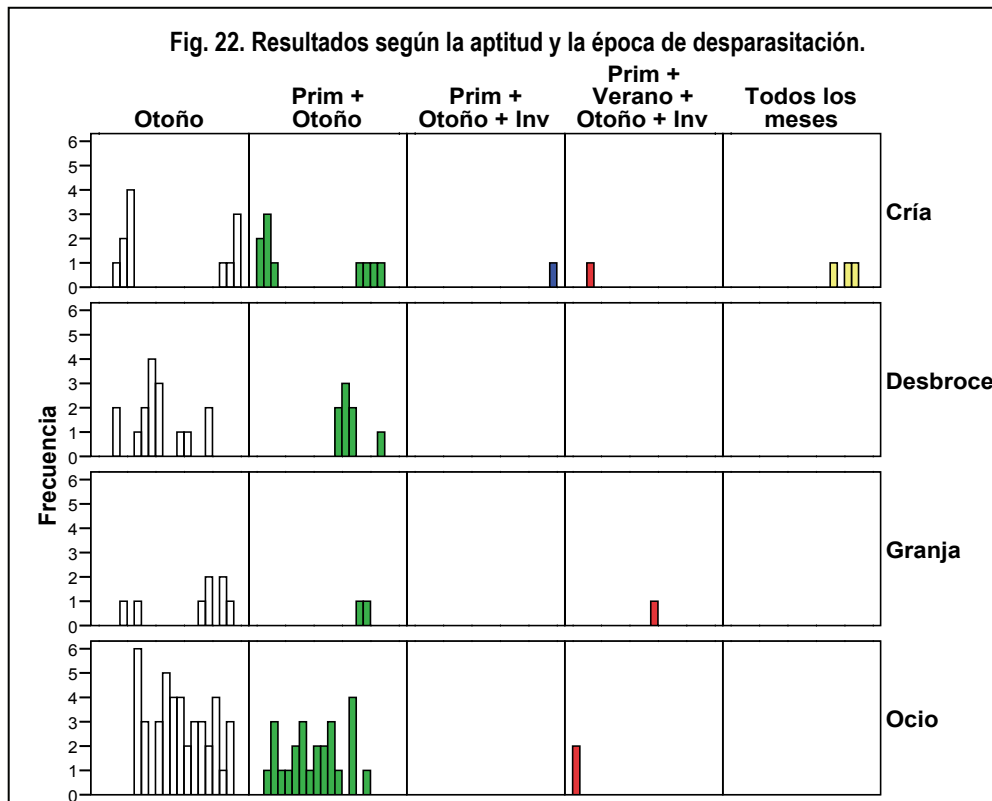 Fig. 22. Resultados según la aptitud y la época de desparasitación.
Otoño
Prim +
Otoño
Prim +
Otoño + Inv
Prim +
Verano +
Otoño + Inv
Todos los
meses
6
5
4
3
2
1
0
Cría
6
5
4
3
2
1
0
Desbroce
Frecuencia
6
5
4
3
2
1
0
Granja
6
5
4
3
2
1
0
Ocio